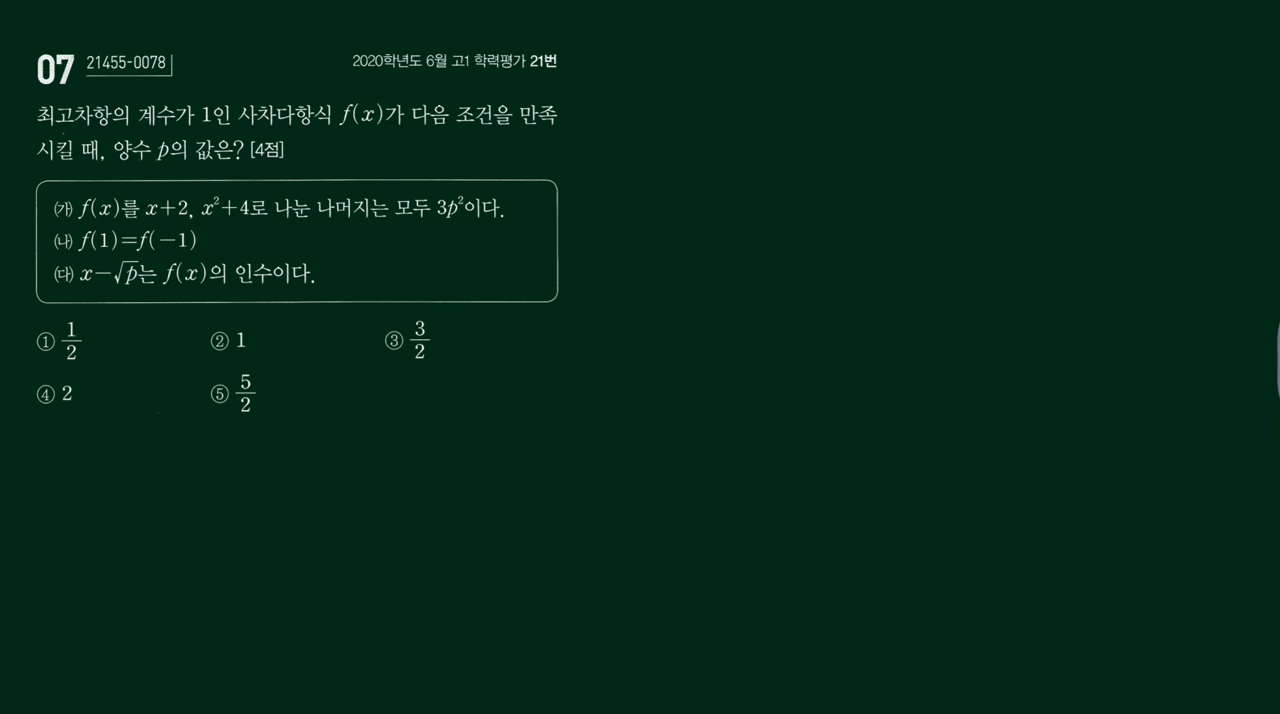 07 21455-0078 2020학년도 6월 고1 학력평가 21번
최고차항의 계수가 1인 사차다항식 f(x)가 다음 조건을 만족
시킬 때, 양수 p의 값은? [4점]
㈎ f(x)를 x+2, x²+4로 나눈 나머지는 모두 3p²이다.
㈏ f(1)=f(-1)
㈐ x-√p는 f(x)의 인수이다.
① 1/2 ② 1 ③ 3/2
④ 2 ⑤ 5/2